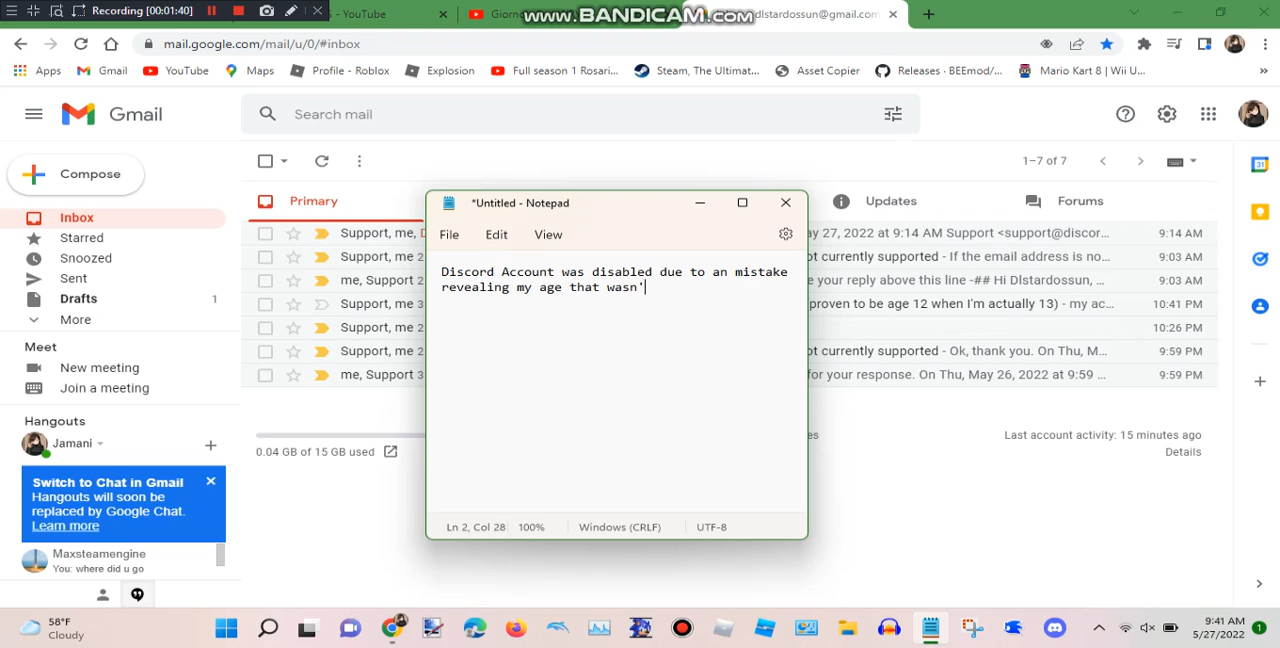 Recording [00:01:40]
s - YouTube
Giorn
www.BANDICAM.com
dlstardossun@gmail.com
mail.google.com/mail/u/0/#inbox
Apps
Gmail
YouTube
Maps
Profile - Roblox
Explosion
Full season 1 Rosari...
Steam, The Ultimat...
Asset Copier
Releases · BEEmod/...
Mario Kart 8 | Wii U...
Gmail
Search mail
Compose
1–7 of 7
Inbox
Starred
Snoozed
Sent
Drafts 1
More
Meet
New meeting
Join a meeting
Hangouts
Jamani
Switch to Chat in Gmail
Hangouts will soon be
replaced by Google Chat.
Learn more
Maxsteamengine
You: where did u go
Primary
Updates
Forums
Support, me, D
ay 27, 2022 at 9:14 AM Support <support@discor... 9:14 AM
Support, me 2
ot currently supported - If the email address is no... 9:03 AM
me, Support 2
e your reply above this line -## Hi Dlstardossun, ... 9:03 AM
Support, me 3
proven to be age 12 when I'm actually 13) - my ac... 10:41 PM
Support, me 2
10:26 PM
Support, me 2
ot currently supported - Ok, thank you. On Thu, M... 9:59 PM
me, Support 3
for your response. On Thu, May 26, 2022 at 9:59 ... 9:59 PM
0.04 GB of 15 GB used
es
Last account activity: 15 minutes ago
Details
*Untitled - Notepad
File Edit View
Discord Account was disabled due to an mistake
revealing my age that wasn'
Ln 2, Col 28
100%
Windows (CRLF)
UTF-8
58°F
Cloudy
9:41 AM
5/27/2022
1